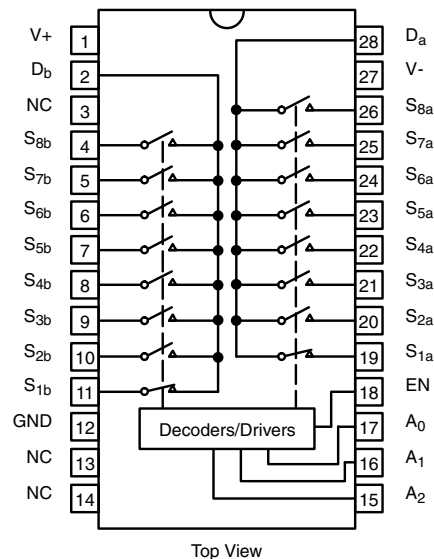 V+ 1 28 Da
Db 2 27 V-
NC 3 26 S8a
S8b 4 25 S7a
S7b 5 24 S6a
S6b 6 23 S5a
S5b 7 22 S4a
S4b 8 21 S3a
S3b 9 20 S2a
S2b 10 19 S1a
S1b 11 18 EN
GND 12 Decoders/Drivers 17 A0
NC 13 16 A1
NC 14 15 A2
Top View